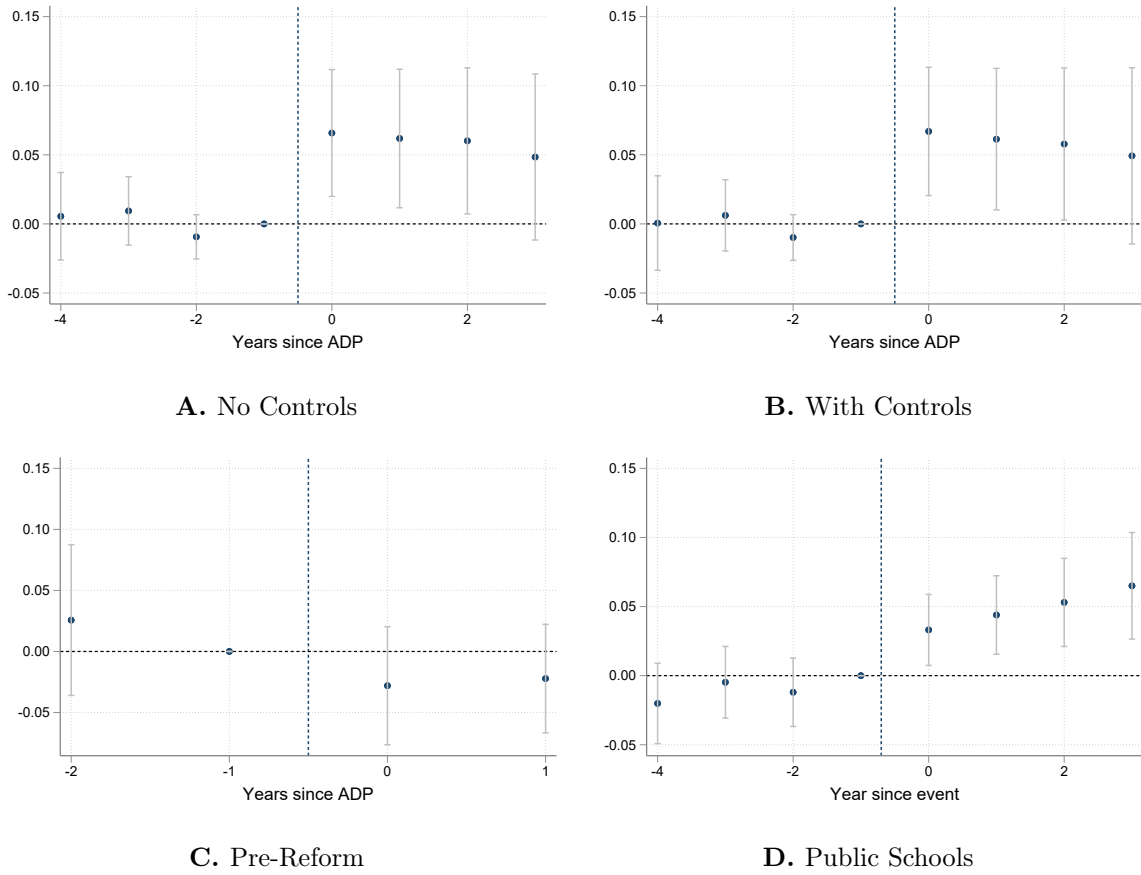 0.15
0.10
0.05
0.00
-0.05
-4 -2 0 2
Years since ADP
A. No Controls
0.15
0.10
0.05
0.00
-0.05
-4 -2 0 2
Years since ADP
B. With Controls
0.15
0.10
0.05
0.00
-0.05
-2 -1 0 1
Years since ADP
C. Pre-Reform
0.15
0.10
0.05
0.00
-0.05
-4 -2 0 2
Year since event
D. Public Schools